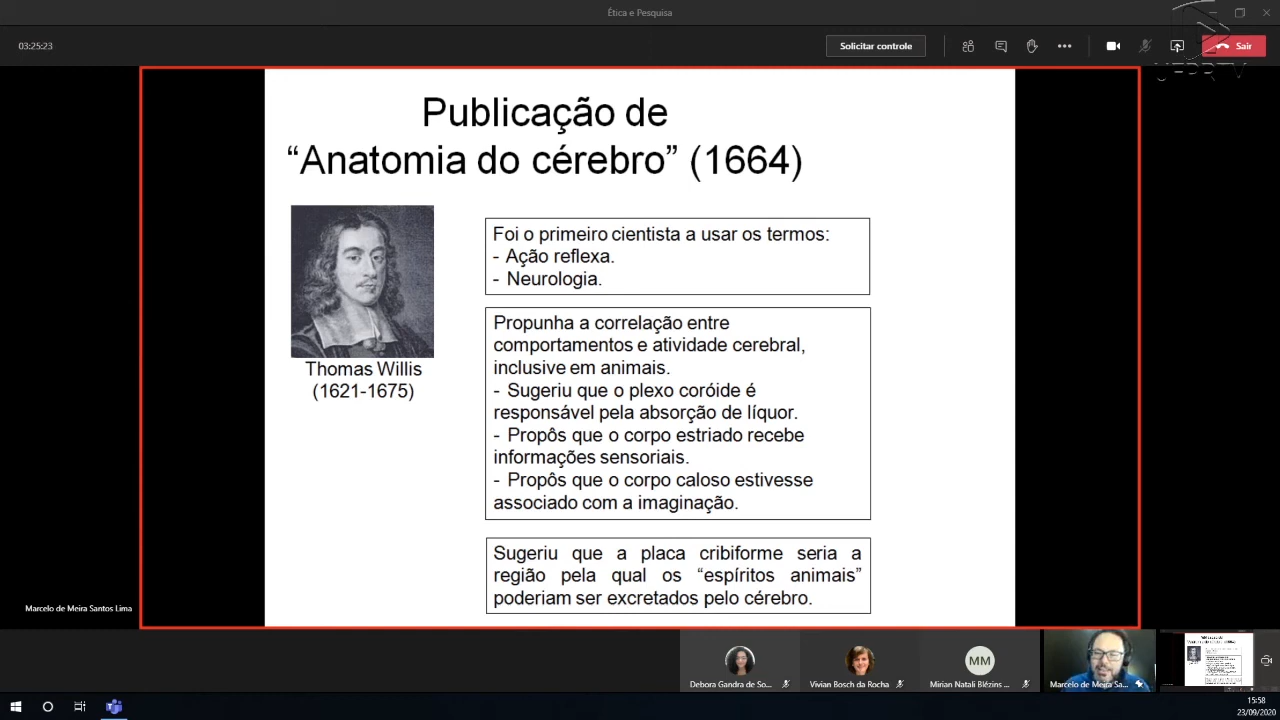 Ética e Pesquisa
03:25:23
Solicitar controle
Sair
Publicação de
“Anatomia do cérebro” (1664)
Thomas Willis
(1621-1675)
Foi o primeiro cientista a usar os termos:
- Ação reflexa.
- Neurologia.
Propunha a correlação entre
comportamentos e atividade cerebral,
inclusive em animais.
- Sugeriu que o plexo coróide é
responsável pela absorção de líquor.
- Propôs que o corpo estriado recebe
informações sensoriais.
- Propôs que o corpo caloso estivesse
associado com a imaginação.
Sugeriu que a placa cribiforme seria a
região pela qual os “espíritos animais”
poderiam ser excretados pelo cérebro.
Marcelo de Meira Santos Lima
Debora Gandra de So...
Vivian Bosch da Rocha
MM
Mirian Natali Blézins ...
Marcelo de Meira Sa...
15:58
23/09/2020